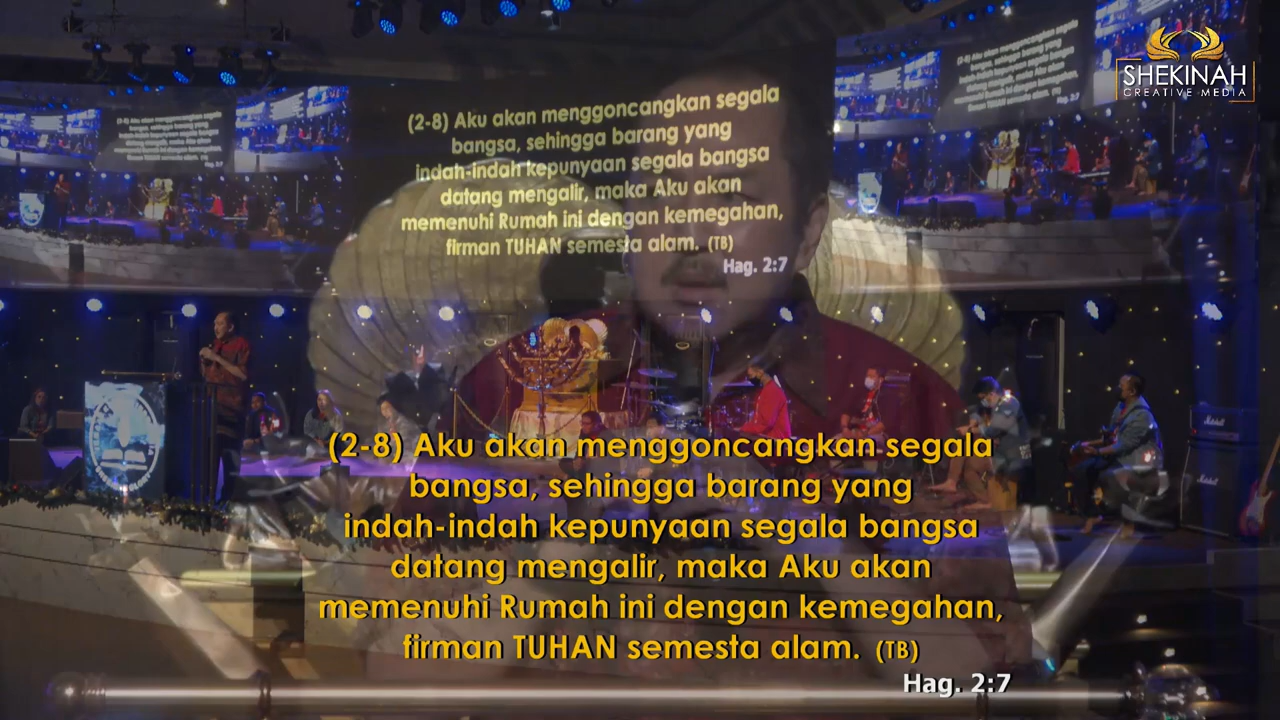 SHEKINAH
CREATIVE MEDIA
(2-8) Aku akan menggoncangkan segala
bangsa, sehingga barang yang
indah-indah kepunyaan segala bangsa
datang mengalir, maka Aku akan
memenuhi Rumah ini dengan kemegahan,
firman TUHAN semesta alam. (TB)
Hag. 2:7
(2-8) Aku akan menggoncangkan segala
bangsa, sehingga barang yang
indah-indah kepunyaan segala bangsa
datang mengalir, maka Aku akan
memenuhi Rumah ini dengan kemegahan,
firman TUHAN semesta alam. (TB)
Hag. 2:7
Marshall
Marshall